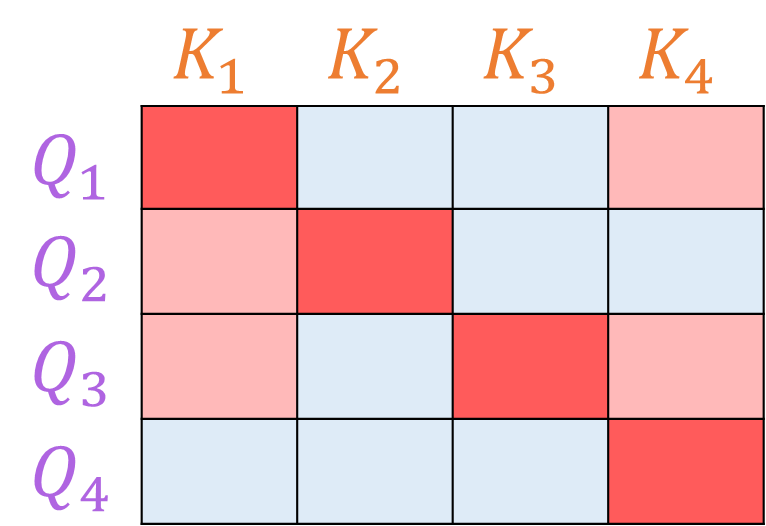 K₁ K₂ K₃ K₄
Q₁
Q₂
Q₃
Q₄